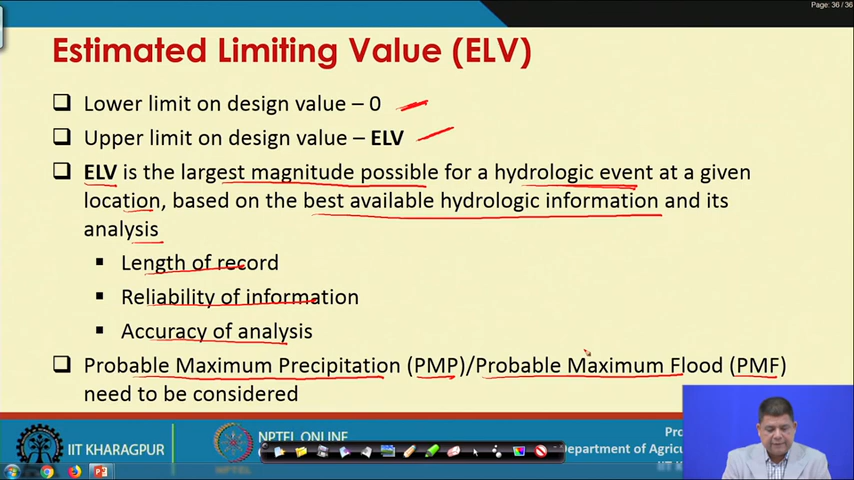 Page: 36 / 36
Estimated Limiting Value (ELV)
❑ Lower limit on design value – 0
❑ Upper limit on design value – ELV
❑ ELV is the largest magnitude possible for a hydrologic event at a given
location, based on the best available hydrologic information and its
analysis
▪ Length of record
▪ Reliability of information
▪ Accuracy of analysis
❑ Probable Maximum Precipitation (PMP)/Probable Maximum Flood (PMF)
need to be considered
IIT KHARAGPUR
NPTEL ONLINE
NPTEL
Department of Agric